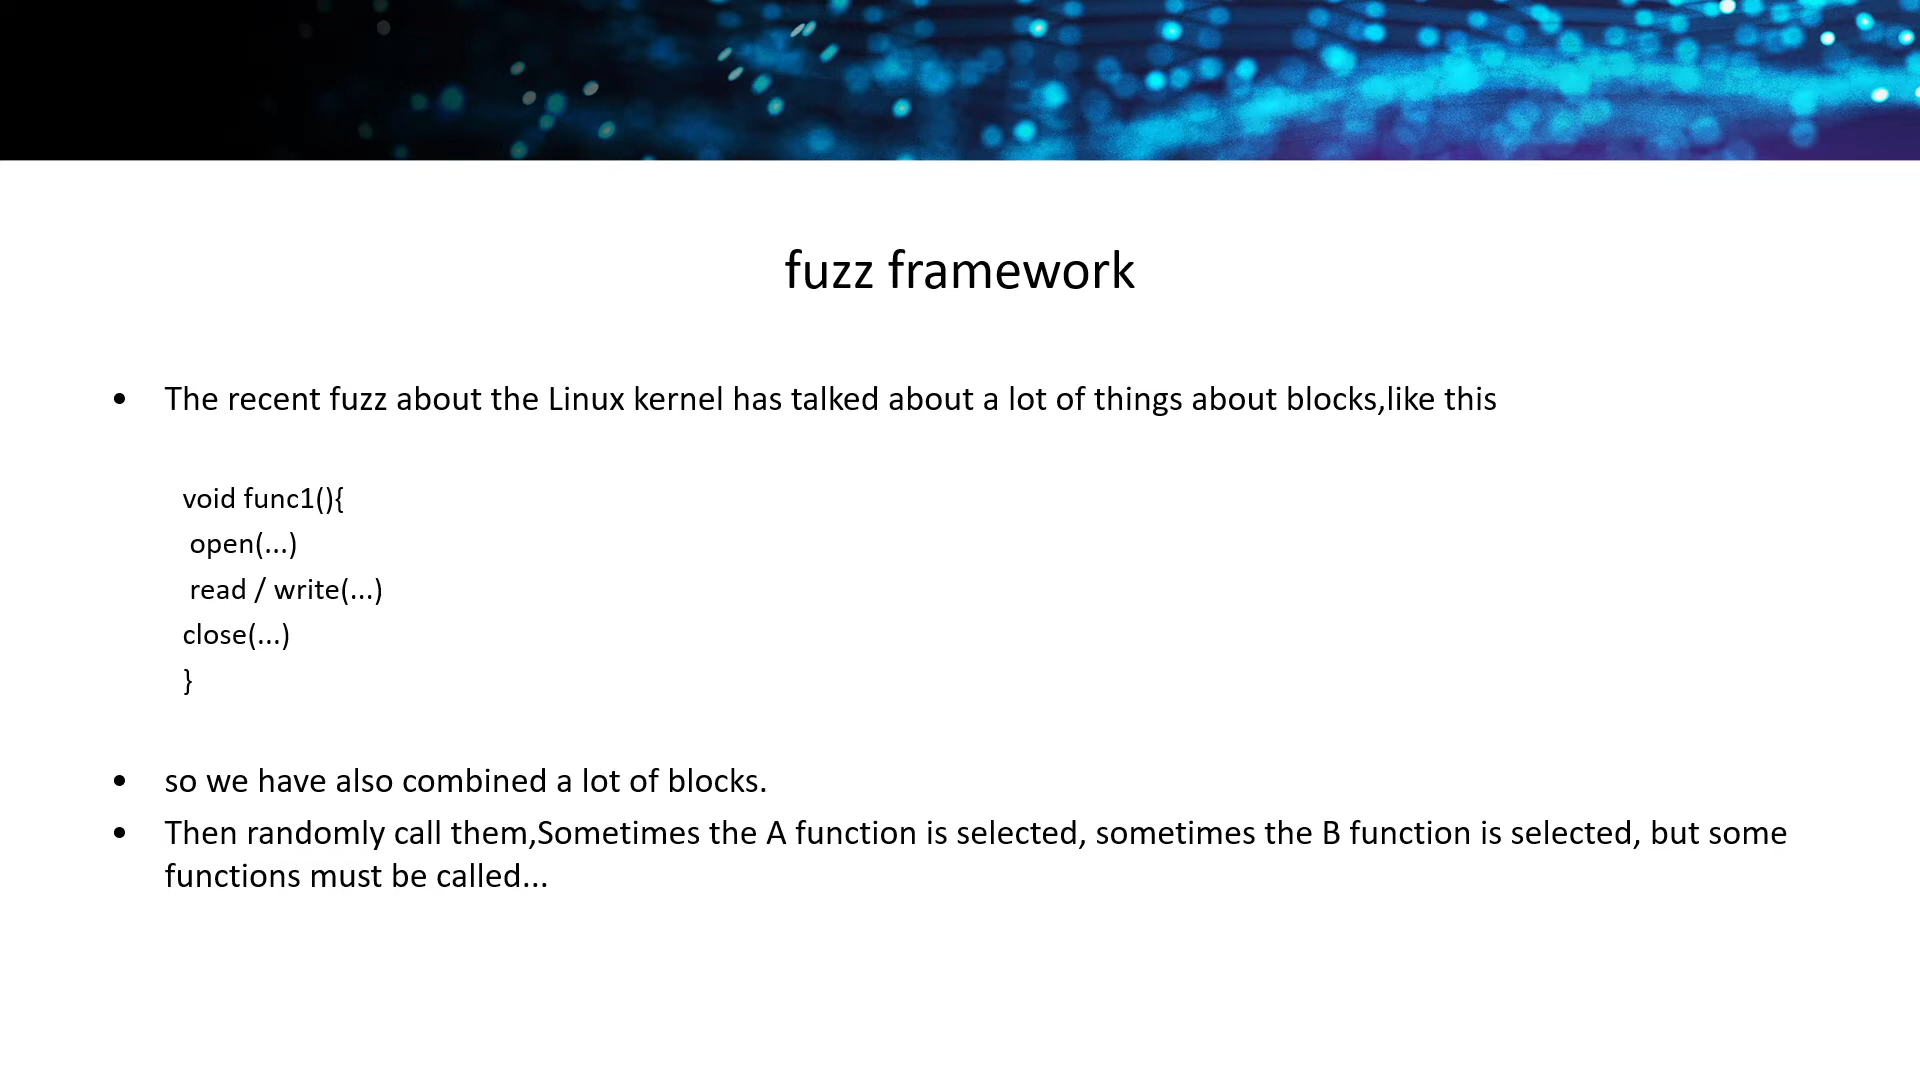 fuzz framework
• The recent fuzz about the Linux kernel has talked about a lot of things about blocks,like this
void func1(){
open(...)
read / write(...)
close(...)
}
• so we have also combined a lot of blocks.
• Then randomly call them,Sometimes the A function is selected, sometimes the B function is selected, but some
functions must be called...